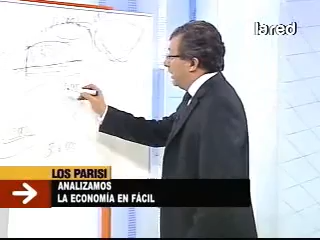 lared
LOS PARISI
ANALIZAMOS
LA ECONOMÍA EN FÁCIL